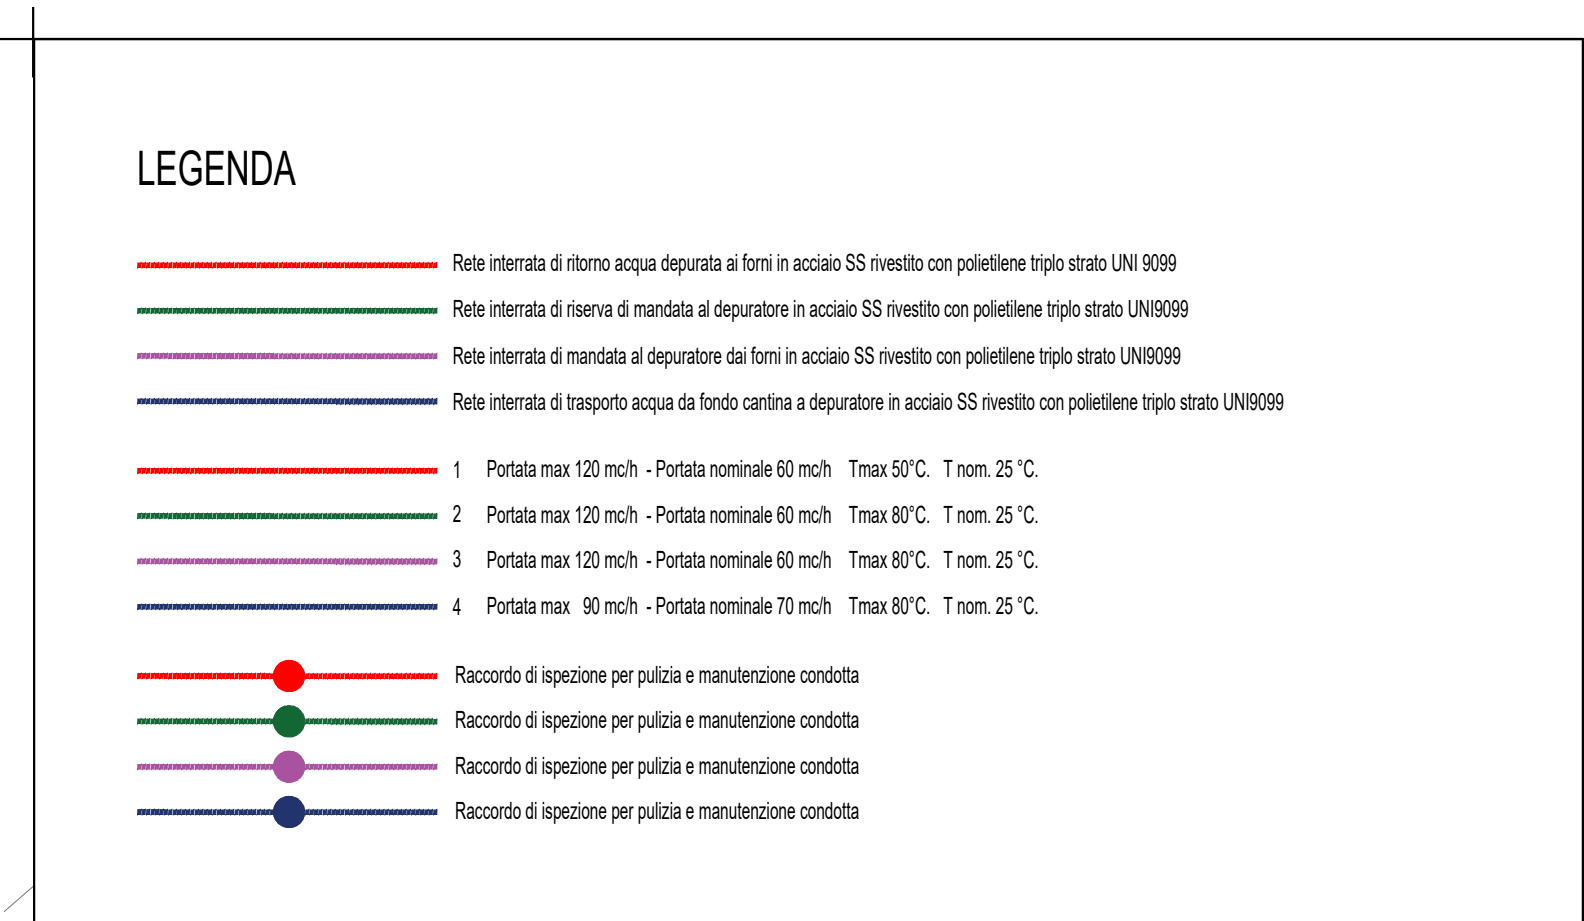 LEGENDA
Rete interrata di ritorno acqua depurata ai forni in acciaio SS rivestito con polietilene triplo strato UNI 9099
Rete interrata di riserva di mandata al depuratore in acciaio SS rivestito con polietilene triplo strato UNI9099
Rete interrata di mandata al depuratore dai forni in acciaio SS rivestito con polietilene triplo strato UNI9099
Rete interrata di trasporto acqua da fondo cantina a depuratore in acciaio SS rivestito con polietilene triplo strato UNI9099
1 Portata max 120 mc/h - Portata nominale 60 mc/h Tmax 50°C. T nom. 25 °C.
2 Portata max 120 mc/h - Portata nominale 60 mc/h Tmax 80°C. T nom. 25 °C.
3 Portata max 120 mc/h - Portata nominale 60 mc/h Tmax 80°C. T nom. 25 °C.
4 Portata max 90 mc/h - Portata nominale 70 mc/h Tmax 80°C. T nom. 25 °C.
Raccordo di ispezione per pulizia e manutenzione condotta
Raccordo di ispezione per pulizia e manutenzione condotta
Raccordo di ispezione per pulizia e manutenzione condotta
Raccordo di ispezione per pulizia e manutenzione condotta